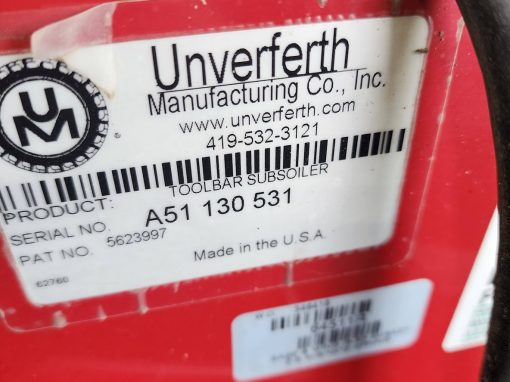 UM
Unverferth
Manufacturing Co., Inc.
www.unverferth.com
419-532-3121
PRODUCT: TOOLBAR SUBSOILER
SERIAL NO. A51 130 531
PAT NO. 5623997
Made in the U.S.A.
62760